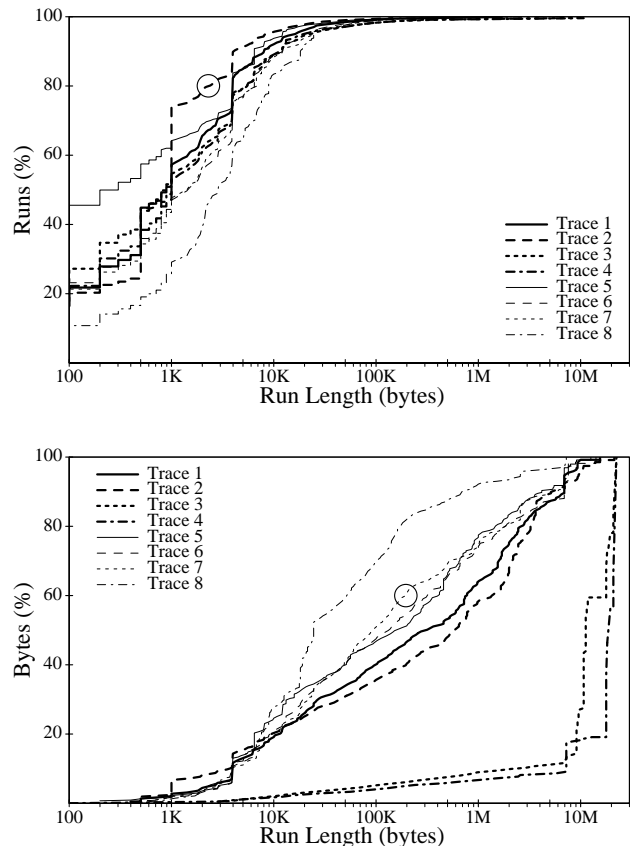 100
80
60
40
20
Runs (%)
Trace 1
Trace 2
Trace 3
Trace 4
Trace 5
Trace 6
Trace 7
Trace 8
100 1K 10K 100K 1M 10M
Run Length (bytes)
100
80
60
40
20
Bytes (%)
Trace 1
Trace 2
Trace 3
Trace 4
Trace 5
Trace 6
Trace 7
Trace 8
100 1K 10K 100K 1M 10M
Run Length (bytes)